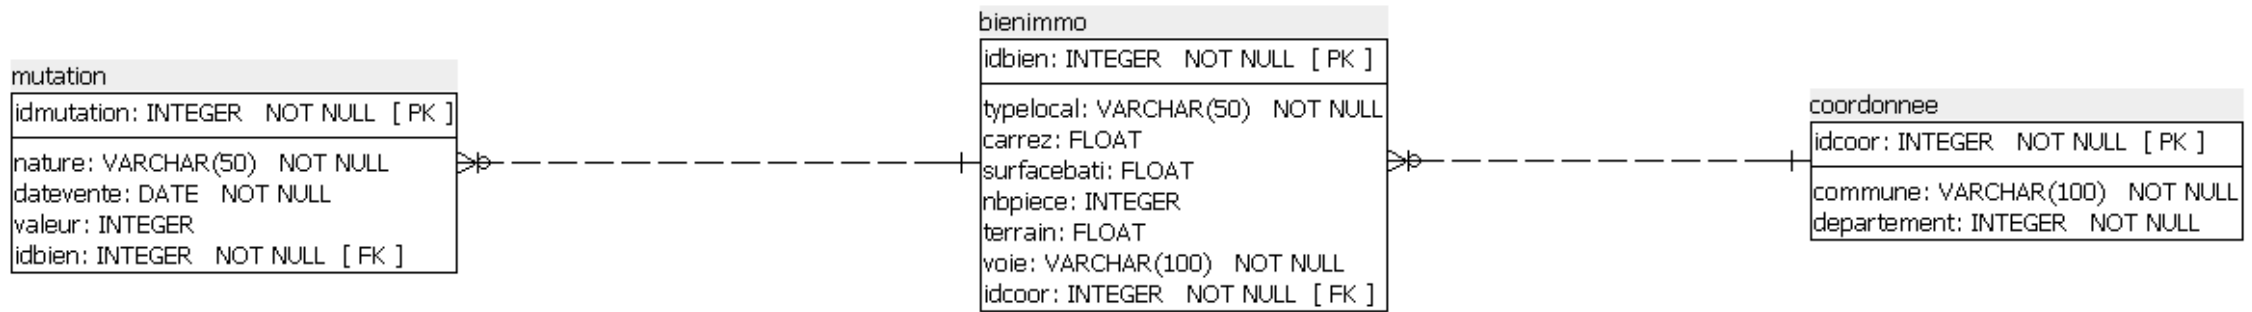 mutation
idmutation: INTEGER NOT NULL [ PK ]
nature: VARCHAR(50) NOT NULL
datevente: DATE NOT NULL
valeur: INTEGER
idbien: INTEGER NOT NULL [ FK ]
bienimmo
idbien: INTEGER NOT NULL [ PK ]
typelocal: VARCHAR(50) NOT NULL
carrez: FLOAT
surfacebati: FLOAT
nbpiece: INTEGER
terrain: FLOAT
voie: VARCHAR(100) NOT NULL
idcoor: INTEGER NOT NULL [ FK ]
coordonnee
idcoor: INTEGER NOT NULL [ PK ]
commune: VARCHAR(100) NOT NULL
departement: INTEGER NOT NULL